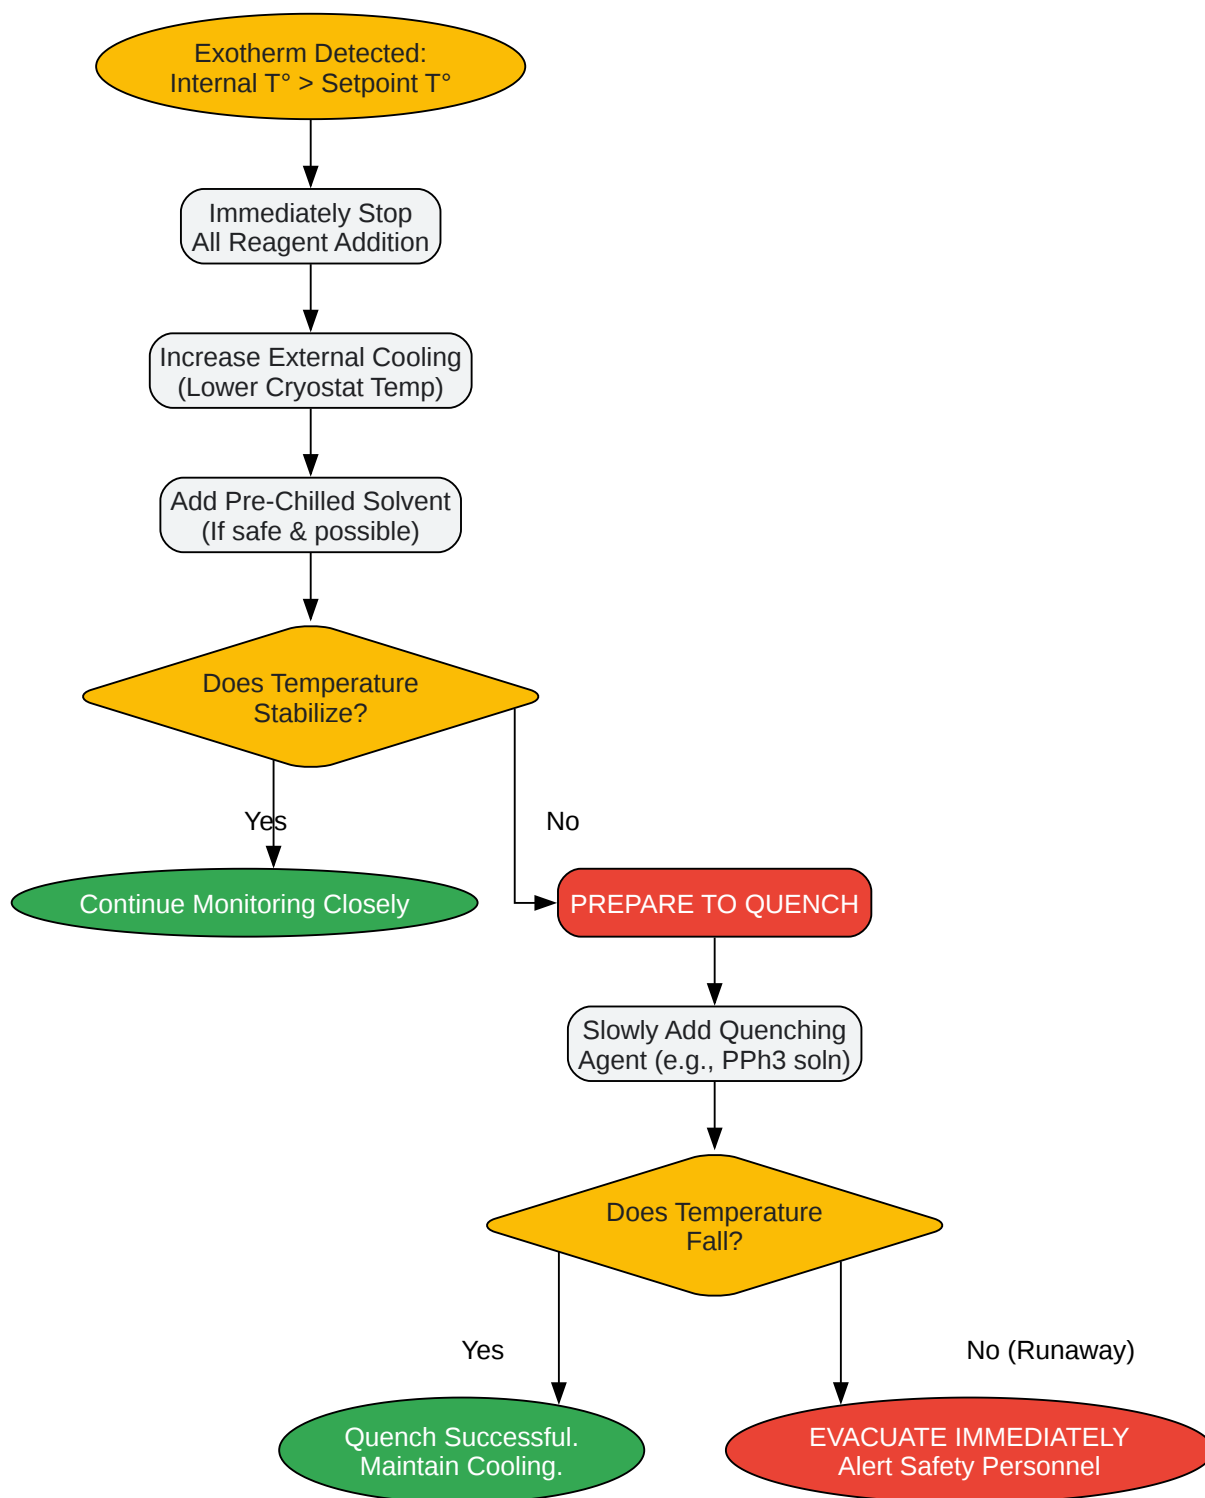 Exotherm Detected:
Internal T° > Setpoint T°
Immediately Stop
All Reagent Addition
Increase External Cooling
(Lower Cryostat Temp)
Add Pre-Chilled Solvent
(If safe & possible)
Does Temperature
Stabilize?
Yes
No
Continue Monitoring Closely
PREPARE TO QUENCH
Slowly Add Quenching
Agent (e.g., PPh3 soln)
Does Temperature
Fall?
Yes
No (Runaway)
Quench Successful.
Maintain Cooling.
EVACUATE IMMEDIATELY
Alert Safety Personnel